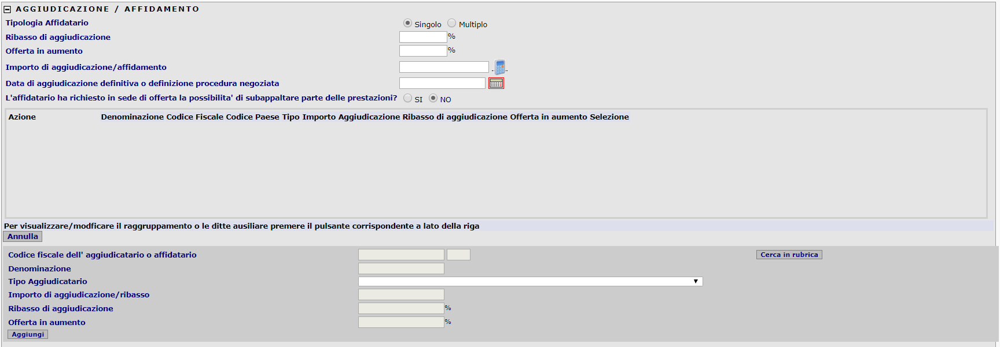 AGGIUDICAZIONE / AFFIDAMENTO
Tipologia Affidatario Singolo Multiplo
Ribasso di aggiudicazione %
Offerta in aumento %
Importo di aggiudicazione/affidamento
Data di aggiudicazione definitiva o definizione procedura negoziata
L'affidatario ha richiesto in sede di offerta la possibilita' di subappaltare parte delle prestazioni? SI NO
Azione Denominazione Codice Fiscale Codice Paese Tipo Importo Aggiudicazione Ribasso di aggiudicazione Offerta in aumento Selezione
Per visualizzare/modficare il raggruppamento o le ditte ausiliare premere il pulsante corrispondente a lato della riga
Annulla
Codice fiscale dell' aggiudicatario o affidatario Cerca in rubrica
Denominazione
Tipo Aggiudicatario
Importo di aggiudicazione/ribasso
Ribasso di aggiudicazione %
Offerta in aumento %
Aggiungi